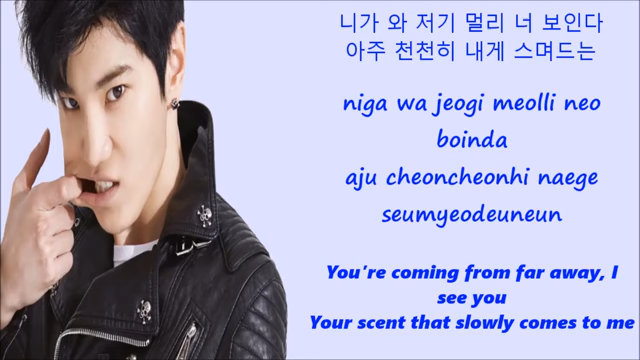 니가 와 저기 멀리 너 보인다
아주 천천히 내게 스며드는
niga wa jeogi meolli neo
boinda
aju cheoncheonhi naege
seumyeodeuneun
You're coming from far away, I
see you
Your scent that slowly comes to me